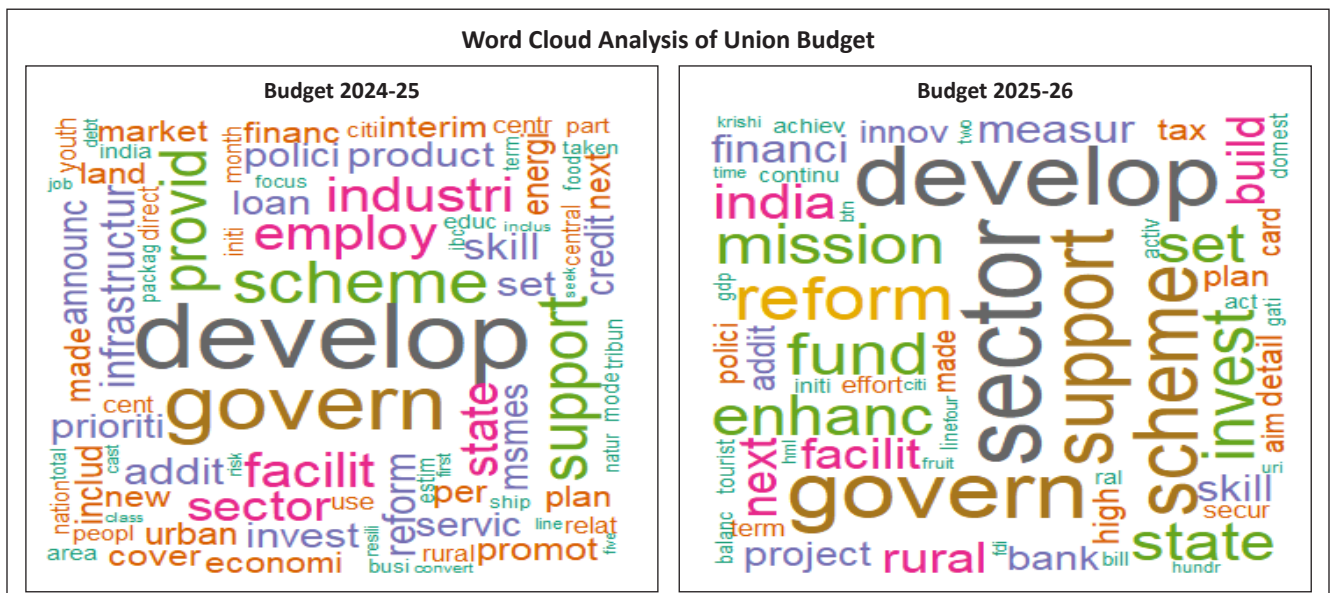 Word Cloud Analysis of Union Budget
Budget 2024-25
youth
debt
market
month
financ
citi
interim
centr
part
india
polici
product
term
taken
land
job
focus
loan
industri
energi
food
next
provid
direct
packag
announc
infrastructur
initi
employ
educ
inclus
ibc
skill
central
credit
scheme
set
seek
made
develop
support
tribun
mode
natur
cent
govern
state
msmes
prioriti
total
nation
cast
includ
addit
risk
facilit
reform
estim
first
per
ship
plan
new
class
peopl
sector
use
servic
line
relat
urban
invest
resili
area
cover
economi
busi
convert
rural
promot
five
Budget 2025-26
krishi
achiev
innov
two
measur
tax
build
domest
financi
time
continu
develop
india
btn
mission
sector
support
activ
set
card
gdp
reform
scheme
plan
act
gati
invest
polici
addit
fund
made
detail
aim
initi
effort
citi
line
four
enhanc
tourist
next
hml
facilit
fruit
uri
govern
ral
high
skill
secur
balanc
term
project
rural
fdi
bank
bill
state
hundr